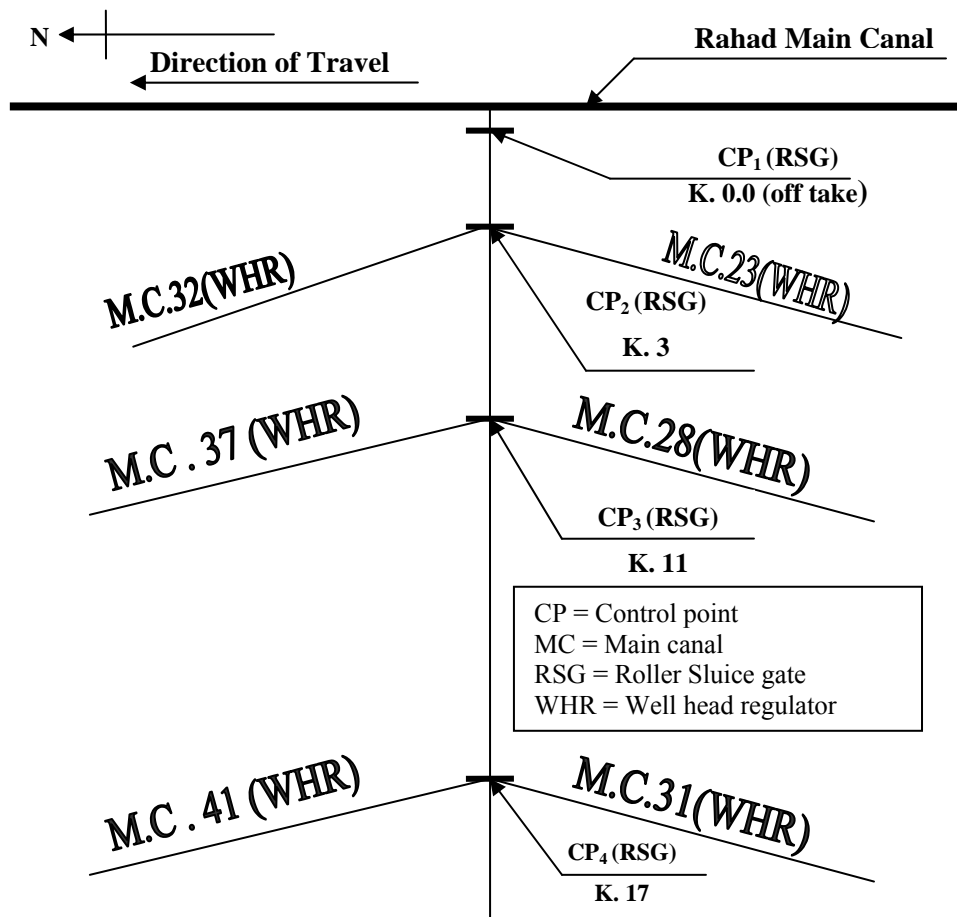 N
Direction of Travel
Rahad Main Canal
CP₁ (RSG)
K. 0.0 (off take)
M.C.32(WHR)
M.C.23(WHR)
CP₂ (RSG)
K. 3
M.C . 37 (WHR)
M.C.28(WHR)
CP₃ (RSG)
K. 11
CP = Control point
MC = Main canal
RSG = Roller Sluice gate
WHR = Well head regulator
M.C . 41 (WHR)
M.C.31(WHR)
CP₄ (RSG)
K. 17